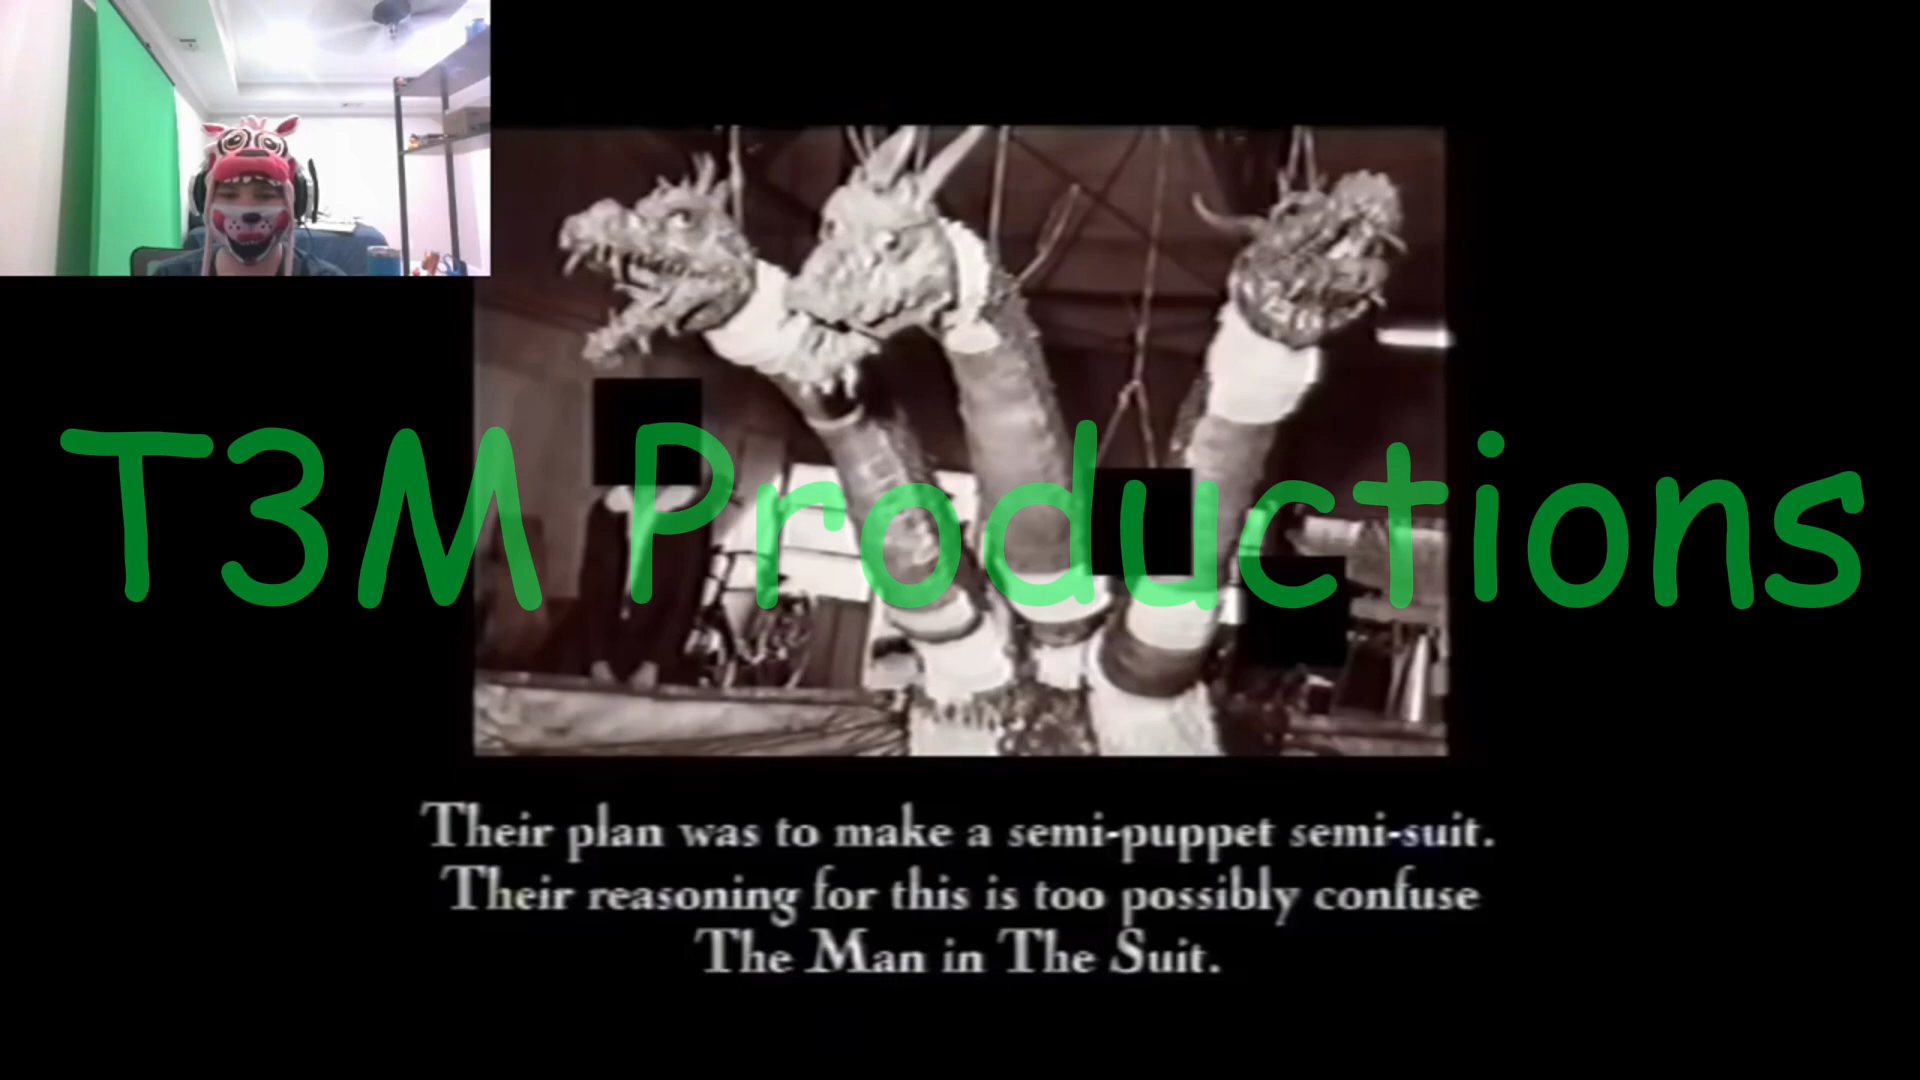 T3M Productions
Their plan was to make a semi-puppet semi-suit.
Their reasoning for this is too possibly confuse
The Man in The Suit.